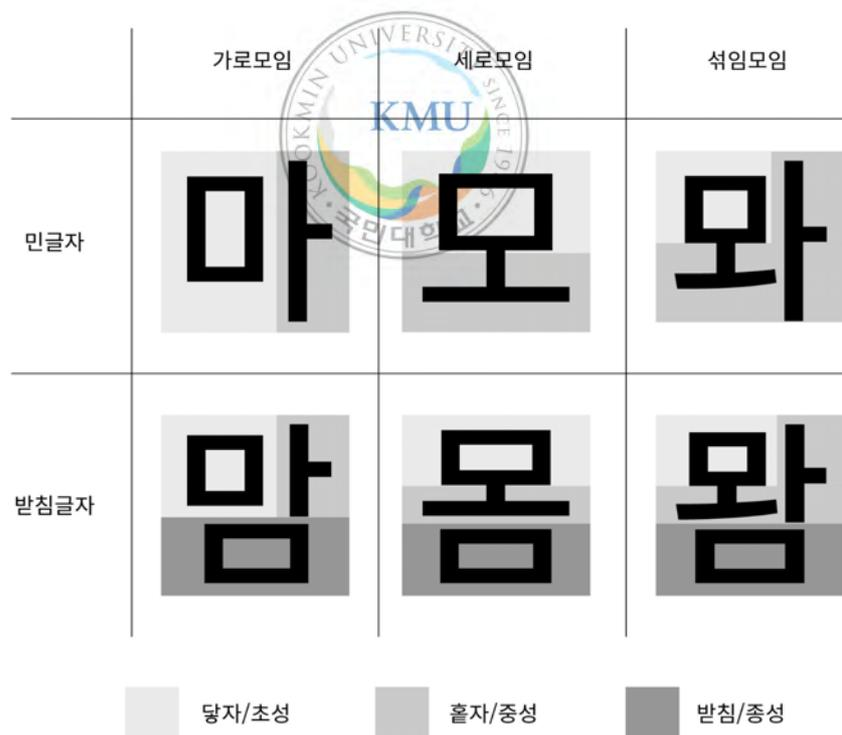 가로모임 세로모임 섞임모임
KOOKMIN UNIVERSITY SINCE 1946
KMU
국민대학교
민글자 마 모 뫄
받침글자 맘 몸 뫔
닿자/초성 홑자/중성 받침/종성